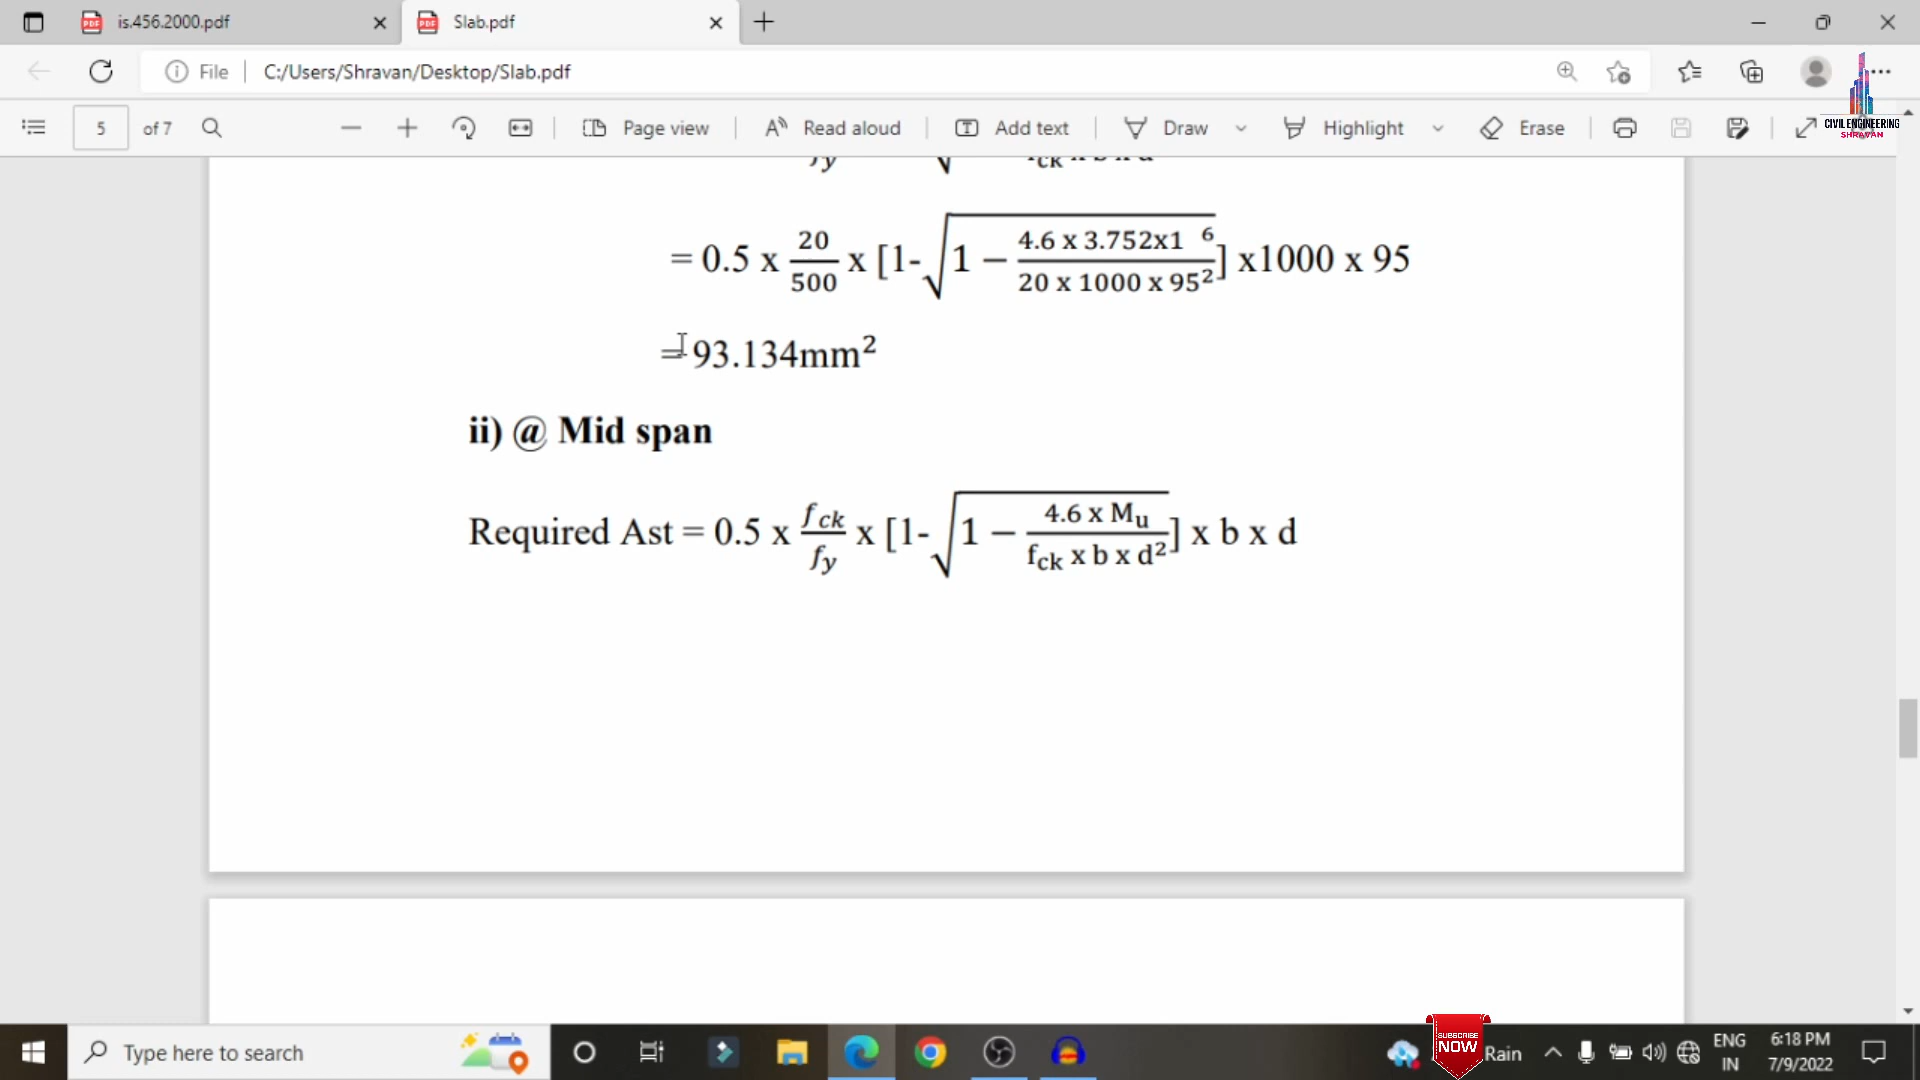 is.456.2000.pdf
Slab.pdf
File
C:/Users/Shravan/Desktop/Slab.pdf
CIVIL ENGINEERING
SHRAVAN
5 of 7
Page view
Read aloud
Add text
Draw
Highlight
Erase
= 0.5 x 20/500 x [1-√1 − 4.6 x 3.752x1 6/20 x 1000 x 95²] x1000 x 95
= 93.134mm²
ii) @ Mid span
Required Ast = 0.5 x fck/fy x [1-√1 − 4.6 x Mu/fck x b x d²] x b x d
Type here to search
SUBSCRIBE
NOW
Rain
ENG
IN
6:18 PM
7/9/2022